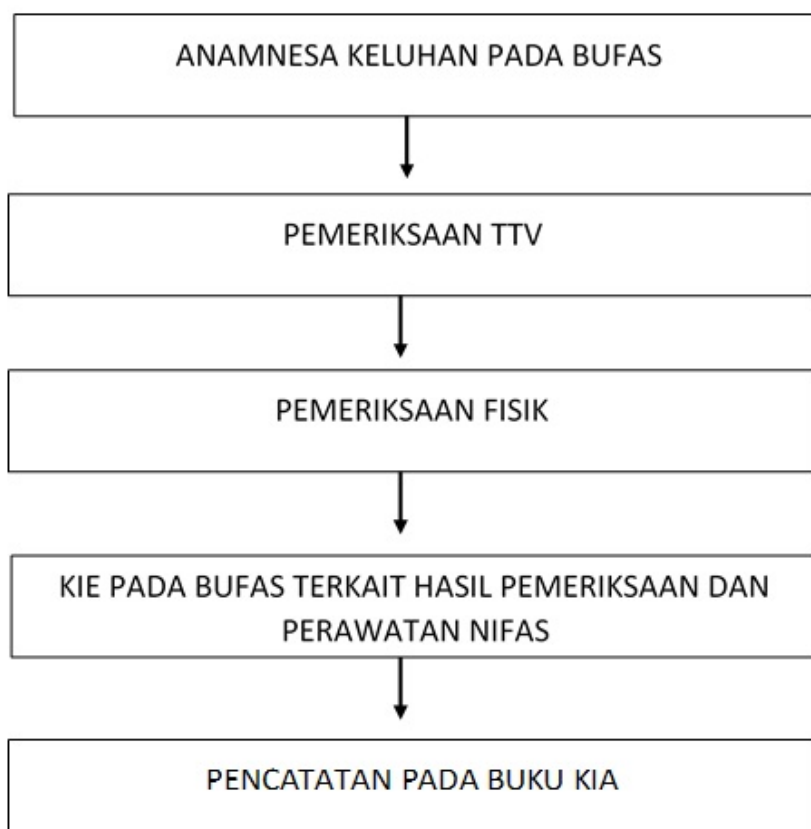 ANAMNESA KELUHAN PADA BUFAS
PEMERIKSAAN TTV
PEMERIKSAAN FISIK
KIE PADA BUFAS TERKAIT HASIL PEMERIKSAAN DAN
PERAWATAN NIFAS
PENCATATAN PADA BUKU KIA